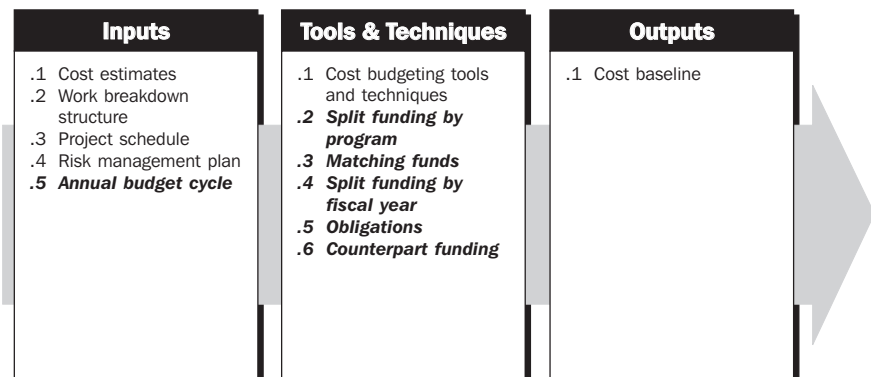 Inputs
.1 Cost estimates
.2 Work breakdown
structure
.3 Project schedule
.4 Risk management plan
.5 Annual budget cycle
Tools & Techniques
.1 Cost budgeting tools
and techniques
.2 Split funding by
program
.3 Matching funds
.4 Split funding by
fiscal year
.5 Obligations
.6 Counterpart funding
Outputs
.1 Cost baseline